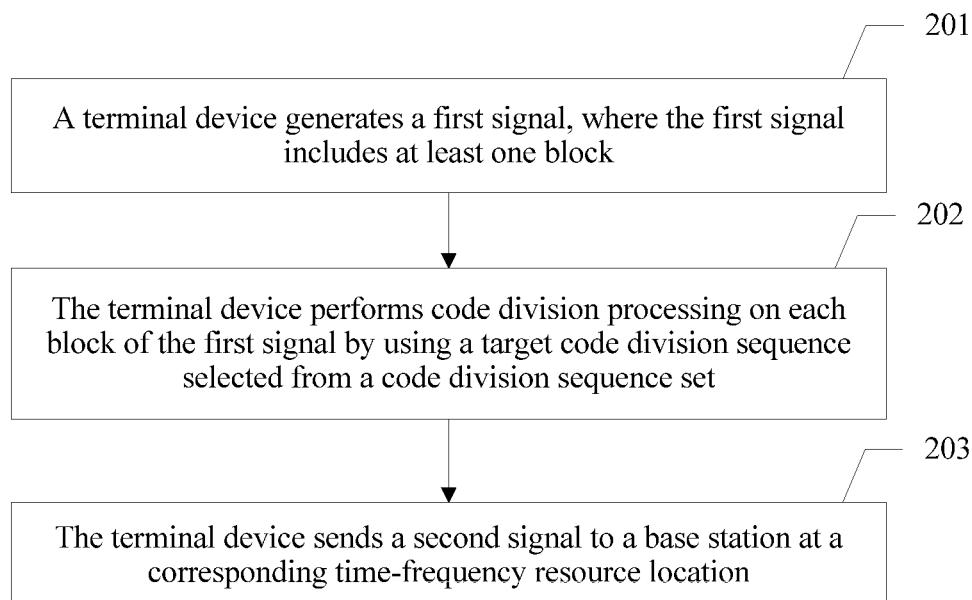 201
A terminal device generates a first signal, where the first signal
includes at least one block
202
The terminal device performs code division processing on each
block of the first signal by using a target code division sequence
selected from a code division sequence set
203
The terminal device sends a second signal to a base station at a
corresponding time-frequency resource location